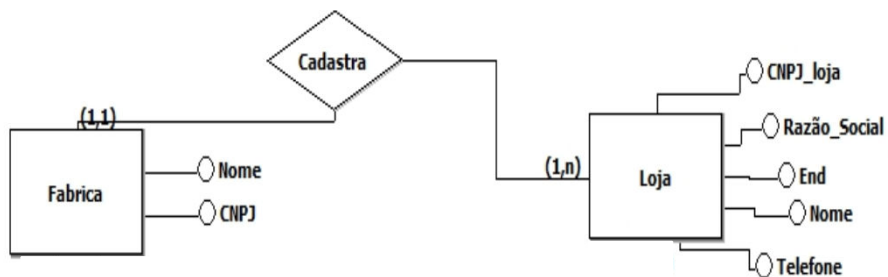 Cadastra
CNPJ_loja
(1,1)
Razão_Social
Nome
(1,n)
End
Fabrica
Loja
CNPJ
Nome
Telefone